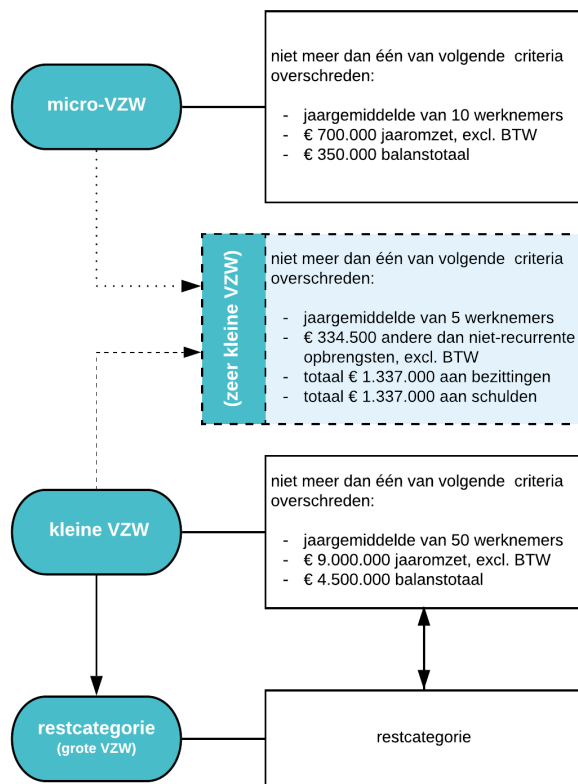 micro-VZW
niet meer dan één van volgende criteria
overschreden:
- jaargemiddelde van 10 werknemers
- € 700.000 jaaromzet, excl. BTW
- € 350.000 balanstotaal
(zeer kleine VZW)
niet meer dan één van volgende criteria
overschreden:
- jaargemiddelde van 5 werknemers
- € 334.500 andere dan niet-recurrente
opbrengsten, excl. BTW
- totaal € 1.337.000 aan bezittingen
- totaal € 1.337.000 aan schulden
kleine VZW
niet meer dan één van volgende criteria
overschreden:
- jaargemiddelde van 50 werknemers
- € 9.000.000 jaaromzet, excl. BTW
- € 4.500.000 balanstotaal
restcategorie
(grote VZW)
restcategorie